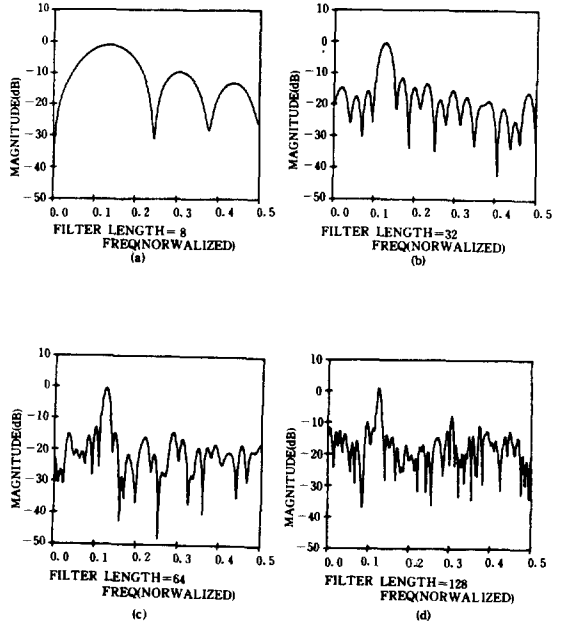 10
0
−10
−20
−30
−40
−50
MAGNITUDE(dB)
0.0 0.1 0.2 0.3 0.4 0.5
FILTER LENGTH=8
FREQ(NORWALIZED)
(a)
10
0
−10
−20
−30
−40
−50
MAGNITUDE(dB)
0.0 0.1 0.2 0.3 0.4 0.5
FILTER LENGTH=32
FREQ(NORWALIZED)
(b)
10
0
−10
−20
−30
−40
−50
MAGNITUDE(dB)
0.0 0.1 0.2 0.3 0.4 0.5
FILTER LENGTH=64
FREQ(NORWALIZED)
(c)
10
0
−10
−20
−30
−40
−50
MAGNITUDE(dB)
0.0 0.1 0.2 0.3 0.4 0.5
FILTER LENGTH=128
FREQ(NORWALIZED)
(d)